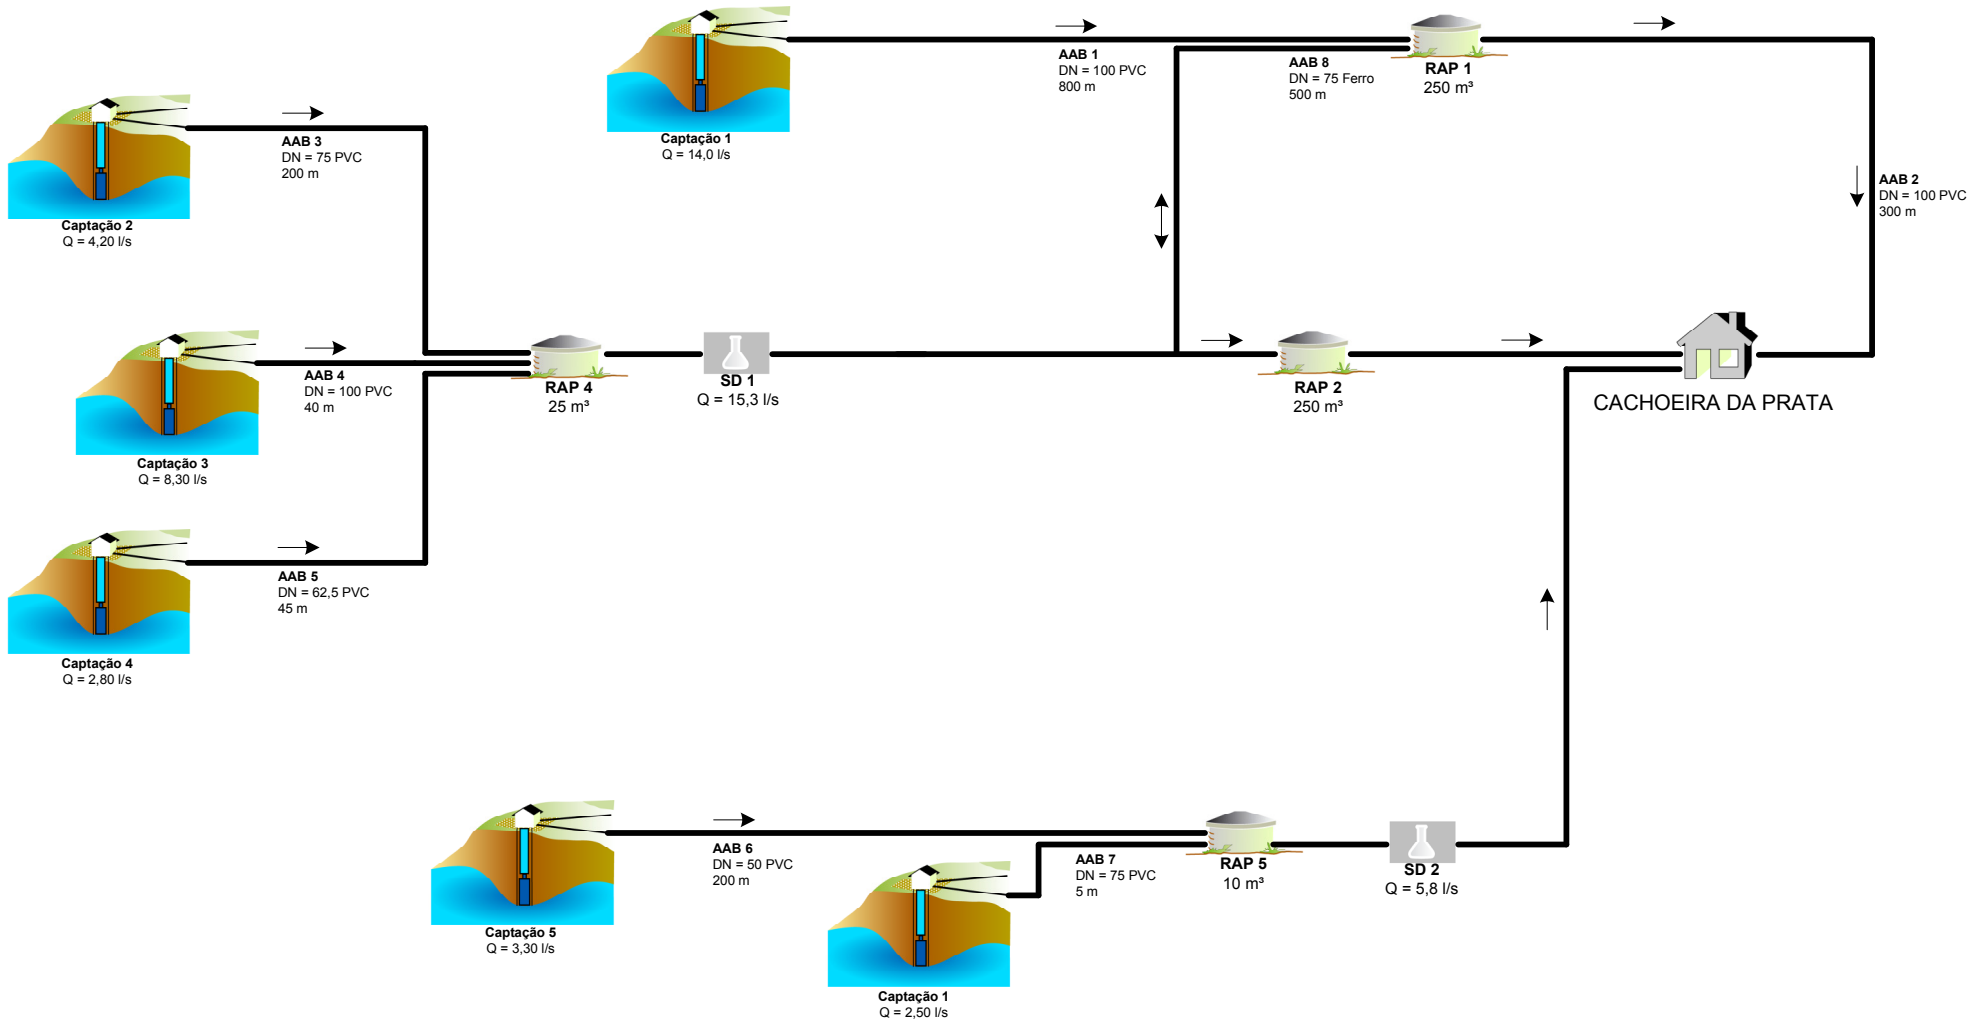 AAB 1
DN = 100 PVC
800 m
AAB 8
DN = 75 Ferro
500 m
RAP 1
250 m³
Captação 1
Q = 14,0 l/s
AAB 3
DN = 75 PVC
200 m
Captação 2
Q = 4,20 l/s
AAB 2
DN = 100 PVC
300 m
AAB 4
DN = 100 PVC
40 m
RAP 4
25 m³
SD 1
Q = 15,3 l/s
RAP 2
250 m³
CACHOEIRA DA PRATA
Captação 3
Q = 8,30 l/s
AAB 5
DN = 62,5 PVC
45 m
Captação 4
Q = 2,80 l/s
AAB 6
DN = 50 PVC
200 m
AAB 7
DN = 75 PVC
5 m
RAP 5
10 m³
SD 2
Q = 5,8 l/s
Captação 5
Q = 3,30 l/s
Captação 1
Q = 2,50 l/s